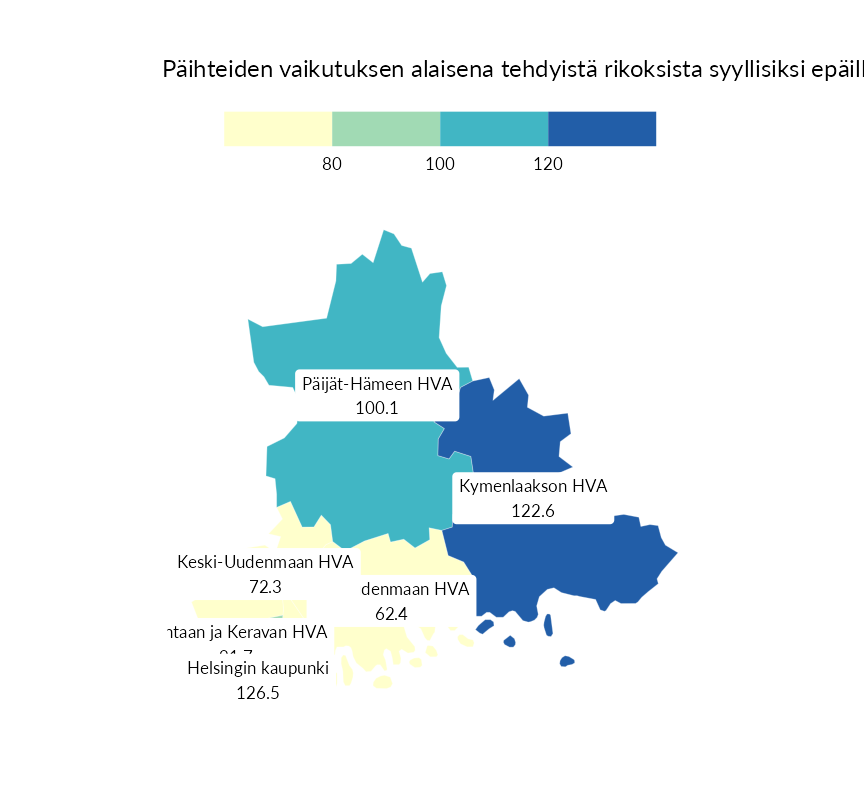 Päihteiden vaikutuksen alaisena tehdyistä rikoksista syyllisiksi
80 100 120
Päijät-Hämeen HVA
100.1
Kymenlaakson HVA
122.6
Keski-Uudenmaan HVA
72.3
denmaan HVA
62.4
ntaan ja Keravan HVA
Helsingin kaupunki
126.5